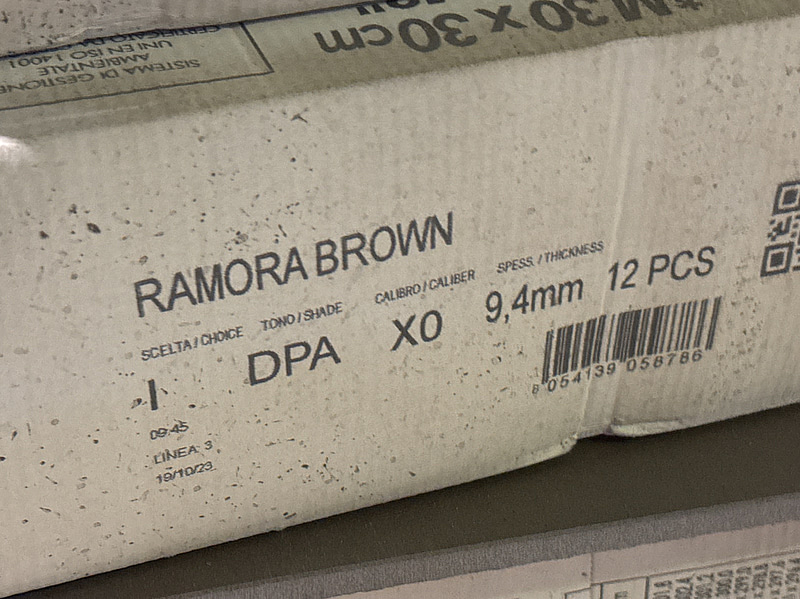 *M 30 x 30 cm
SISTEMA DI GESTIONE
AMBIENTALE
UNI EN ISO 14001
RAMORA BROWN
SCELTA / CHOICE TONO / SHADE CALIBRO / CALIBER SPESS. / THICKNESS
I DPA X0 9,4mm 12 PCS
8 054139 058786
09:45
LINEA 3
19/10/23